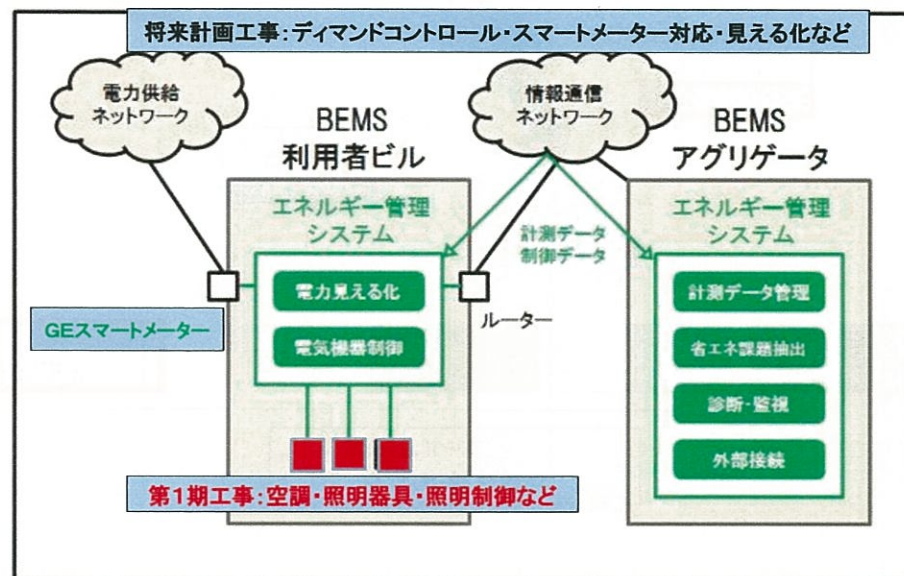 将来計画工事:ディマンドコントロール・スマートメーター対応・見える化など
電力供給
ネットワーク
情報通信
ネットワーク
BEMS
利用者ビル
BEMS
アグリゲータ
エネルギー管理
システム
電力見える化
電気機器制御
計測データ
制御データ
ルーター
GEスマートメーター
エネルギー管理
システム
計測データ管理
省エネ課題抽出
診断・監視
外部接続
第1期工事:空調・照明器具・照明制御など